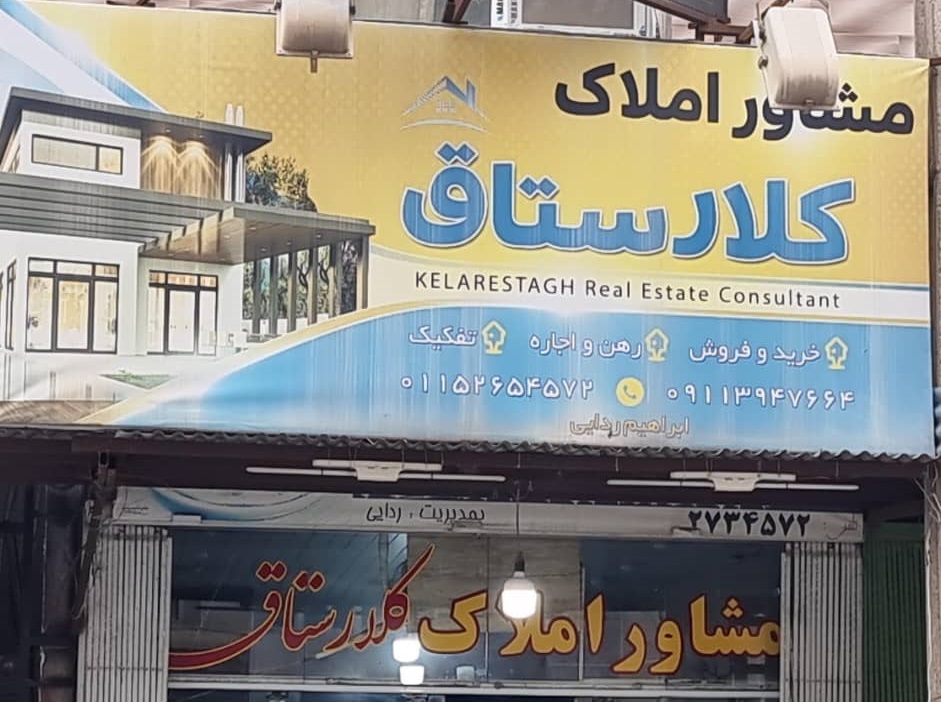 مشاور املاک
کلارستاق
KELARESTAGH Real Estate Consultant
خرید و فروش رهن و اجاره تفکیک
۰۹۱۱۳۹۴۷۶۶۴ ۰۱۱۵۲۶۵۴۵۷۲
ابراهیم ردایی
۲۷۳۴۵۷۲ بمدیریت : ردایی
مشاور املاک کلارستاق